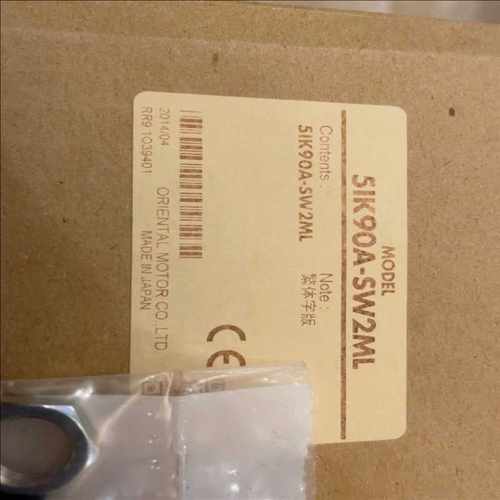 MODEL
5IK90A-SW2ML
Contents :
5IK90A-SW2ML
Note :
繁体字版
CE
2014/04
RR9 1Q39401
ORIENTAL MOTOR CO.,LTD.
MADE IN JAPAN